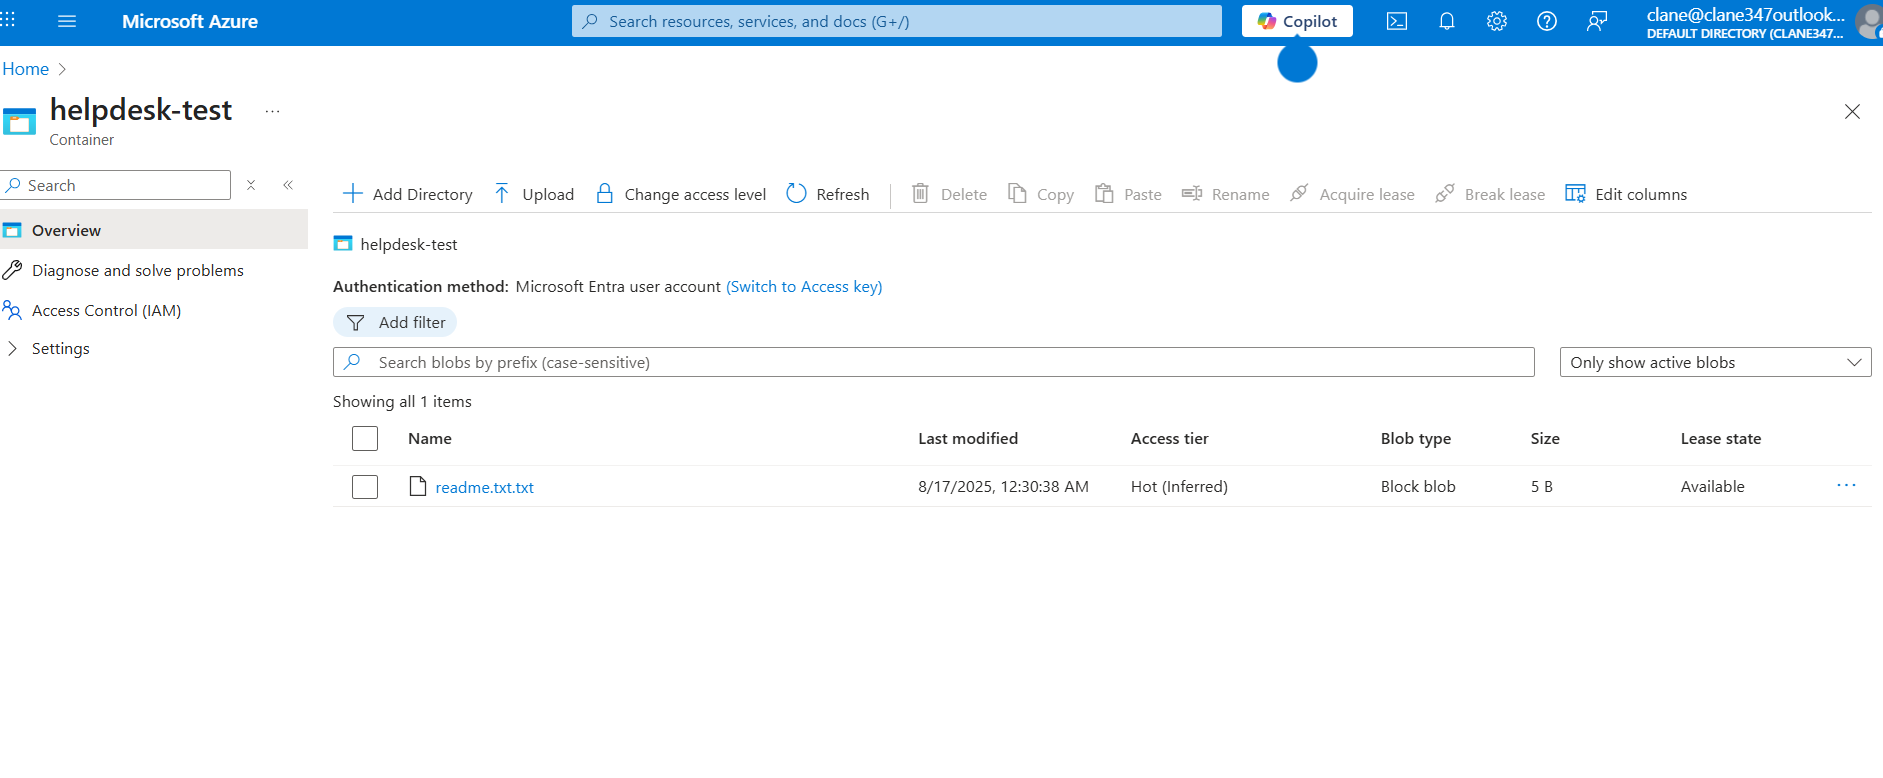 Microsoft Azure
Search resources, services, and docs (G+/)
Copilot
clane@clane347outlook...
DEFAULT DIRECTORY (CLANE347...
Home
helpdesk-test
...
Container
Search
Overview
Diagnose and solve problems
Access Control (IAM)
Settings
Add Directory Upload Change access level Refresh Delete Copy Paste Rename Acquire lease Break lease Edit columns
helpdesk-test
Authentication method: Microsoft Entra user account (Switch to Access key)
Add filter
Search blobs by prefix (case-sensitive)
Only show active blobs
Showing all 1 items
Name Last modified Access tier Blob type Size Lease state
readme.txt.txt 8/17/2025, 12:30:38 AM Hot (Inferred) Block blob 5 B Available ...